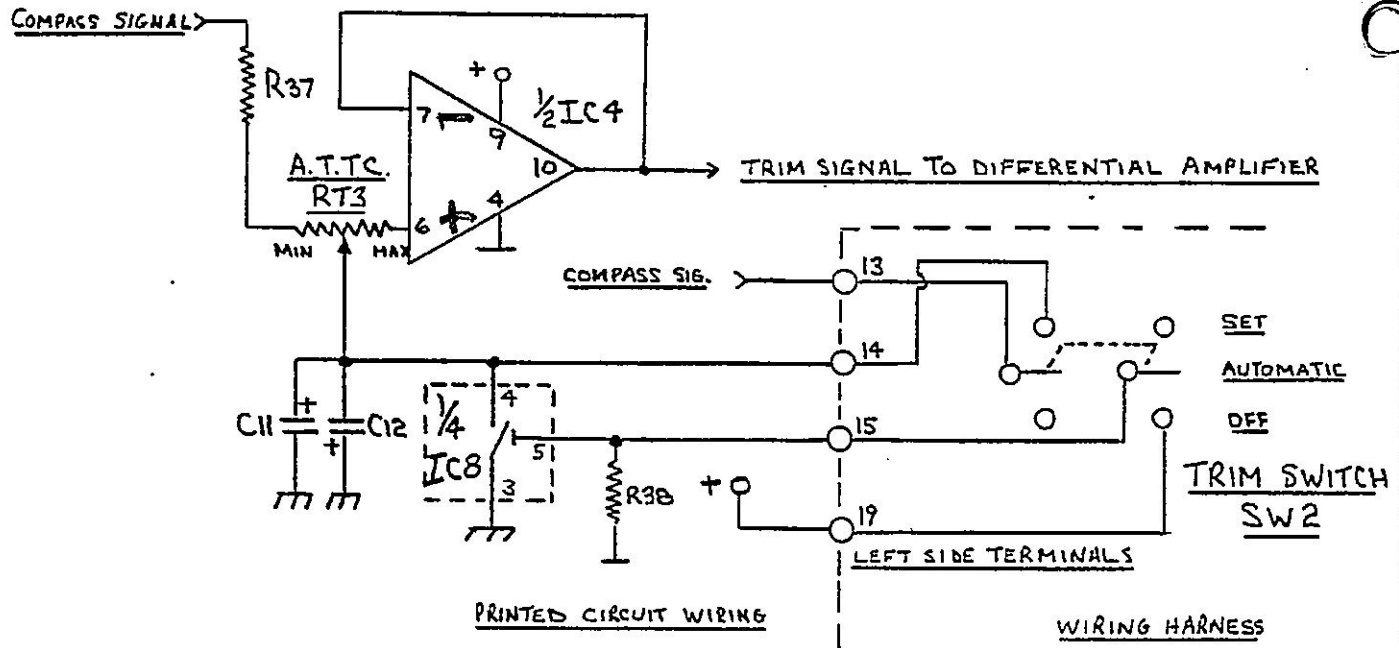 COMPASS SIGNAL
R37
+
1/2 IC4
7 -
9
A.T.T.C.
RT3
10
TRIM SIGNAL TO DIFFERENTIAL AMPLIFIER
4
6 +
MIN
MAX
COMPASS SIG.
13
SET
14
AUTOMATIC
C11
+
+
C12
1/4
IC8
4
5
3
15
OFF
R38
+
19
TRIM SWITCH
SW2
LEFT SIDE TERMINALS
PRINTED CIRCUIT WIRING
WIRING HARNESS